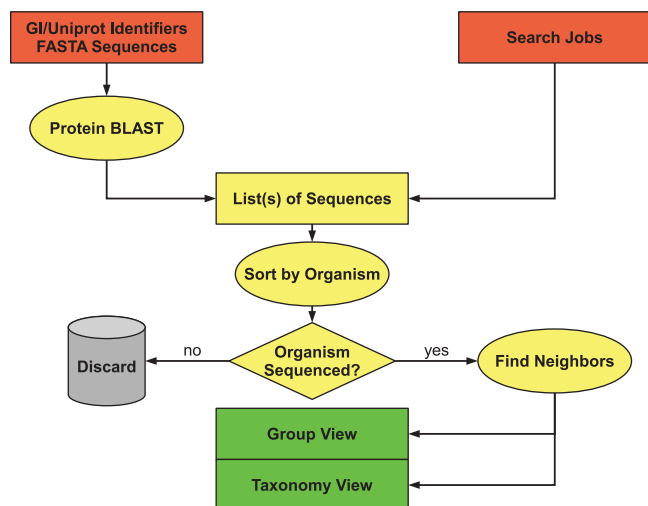 GI/Uniprot Identifiers
FASTA Sequences
Search Jobs
Protein BLAST
List(s) of Sequences
Sort by Organism
Organism
Sequenced?
no
yes
Discard
Find Neighbors
Group View
Taxonomy View